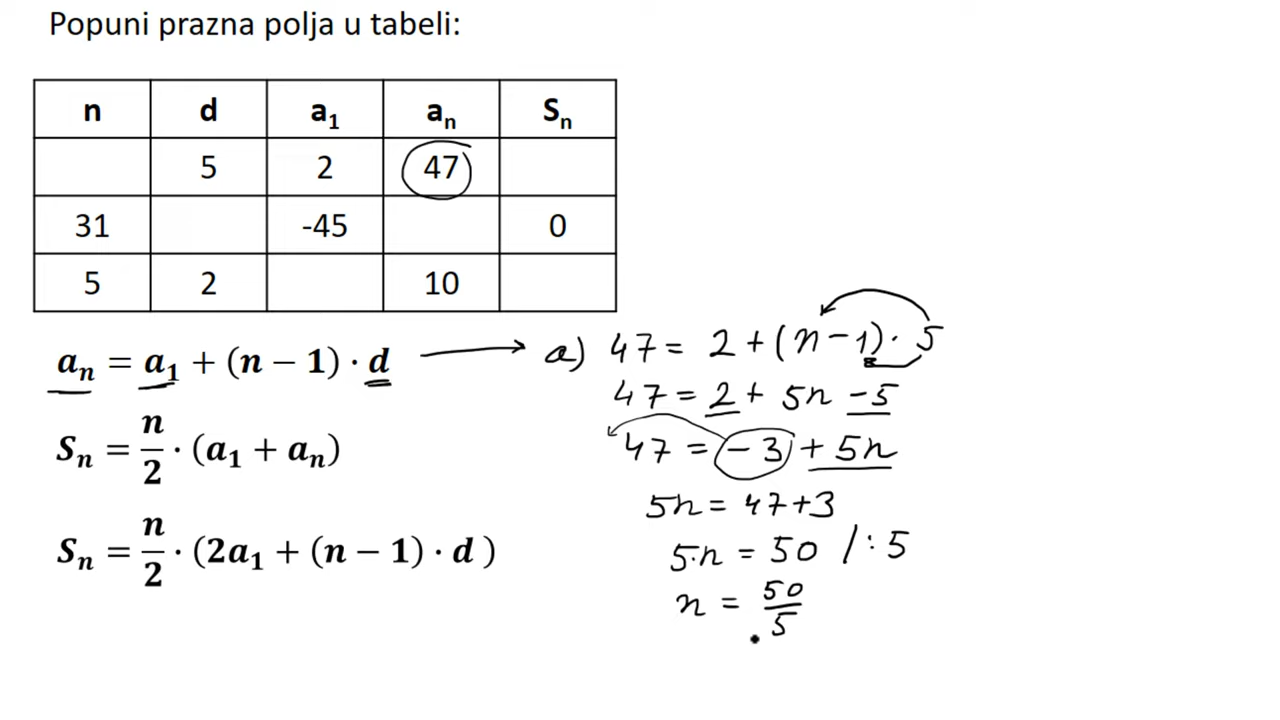 Popuni prazna polja u tabeli:
n d a₁ aₙ Sₙ
5 2 47
31 -45 0
5 2 10
aₙ = a₁ + (n − 1) · d
Sₙ = n/2 · (a₁ + aₙ)
Sₙ = n/2 · (2a₁ + (n − 1) · d )
a) 47 = 2 + (n − 1) · 5
47 = 2 + 5n − 5
47 = − 3 + 5n
5n = 47 + 3
5·n = 50 / : 5
n = 50/5